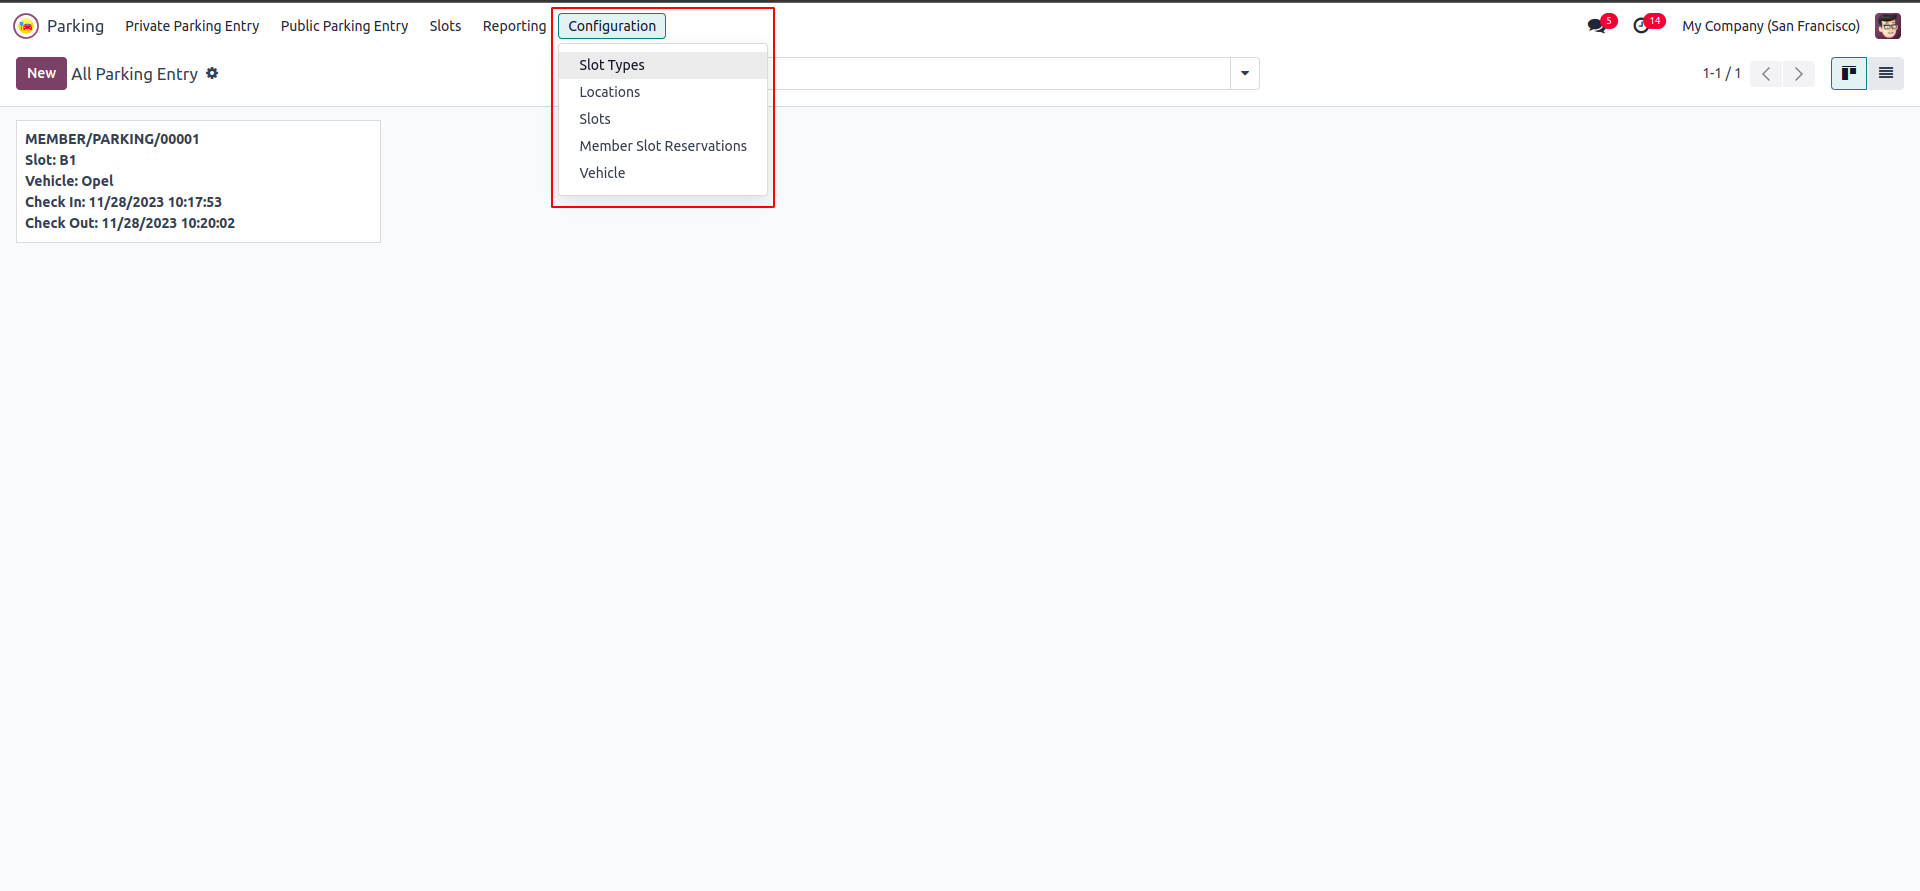 Parking Private Parking Entry Public Parking Entry Slots Reporting Configuration 5 14 My Company (San Francisco)
New All Parking Entry 1-1 / 1
Slot Types
Locations
Slots
Member Slot Reservations
Vehicle
MEMBER/PARKING/00001
Slot: B1
Vehicle: Opel
Check In: 11/28/2023 10:17:53
Check Out: 11/28/2023 10:20:02